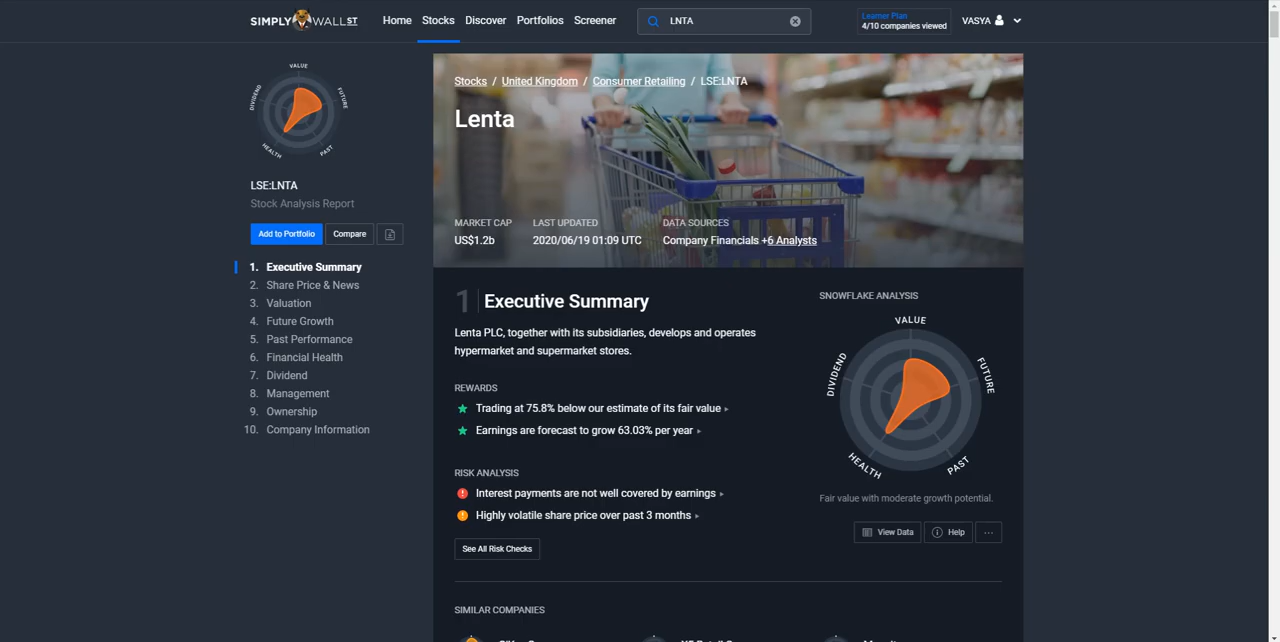 SIMPLY WALL ST
Home Stocks Discover Portfolios Screener
LNTA
Learner Plan
4/10 companies viewed
VASYA
VALUE
FUTURE
PAST
HEALTH
DIVIDEND
LSE:LNTA
Stock Analysis Report
Add to Portfolio
Compare
1. Executive Summary
2. Share Price & News
3. Valuation
4. Future Growth
5. Past Performance
6. Financial Health
7. Dividend
8. Management
9. Ownership
10. Company Information
Stocks / United Kingdom / Consumer Retailing / LSE:LNTA
Lenta
MARKET CAP
US$1.2b
LAST UPDATED
2020/06/19 01:09 UTC
DATA SOURCES
Company Financials +6 Analysts
1 Executive Summary
Lenta PLC, together with its subsidiaries, develops and operates
hypermarket and supermarket stores.
REWARDS
Trading at 75.8% below our estimate of its fair value
Earnings are forecast to grow 63.03% per year
RISK ANALYSIS
Interest payments are not well covered by earnings
Highly volatile share price over past 3 months
See All Risk Checks
SNOWFLAKE ANALYSIS
VALUE
FUTURE
PAST
HEALTH
DIVIDEND
Fair value with moderate growth potential.
View Data
Help
...
SIMILAR COMPANIES